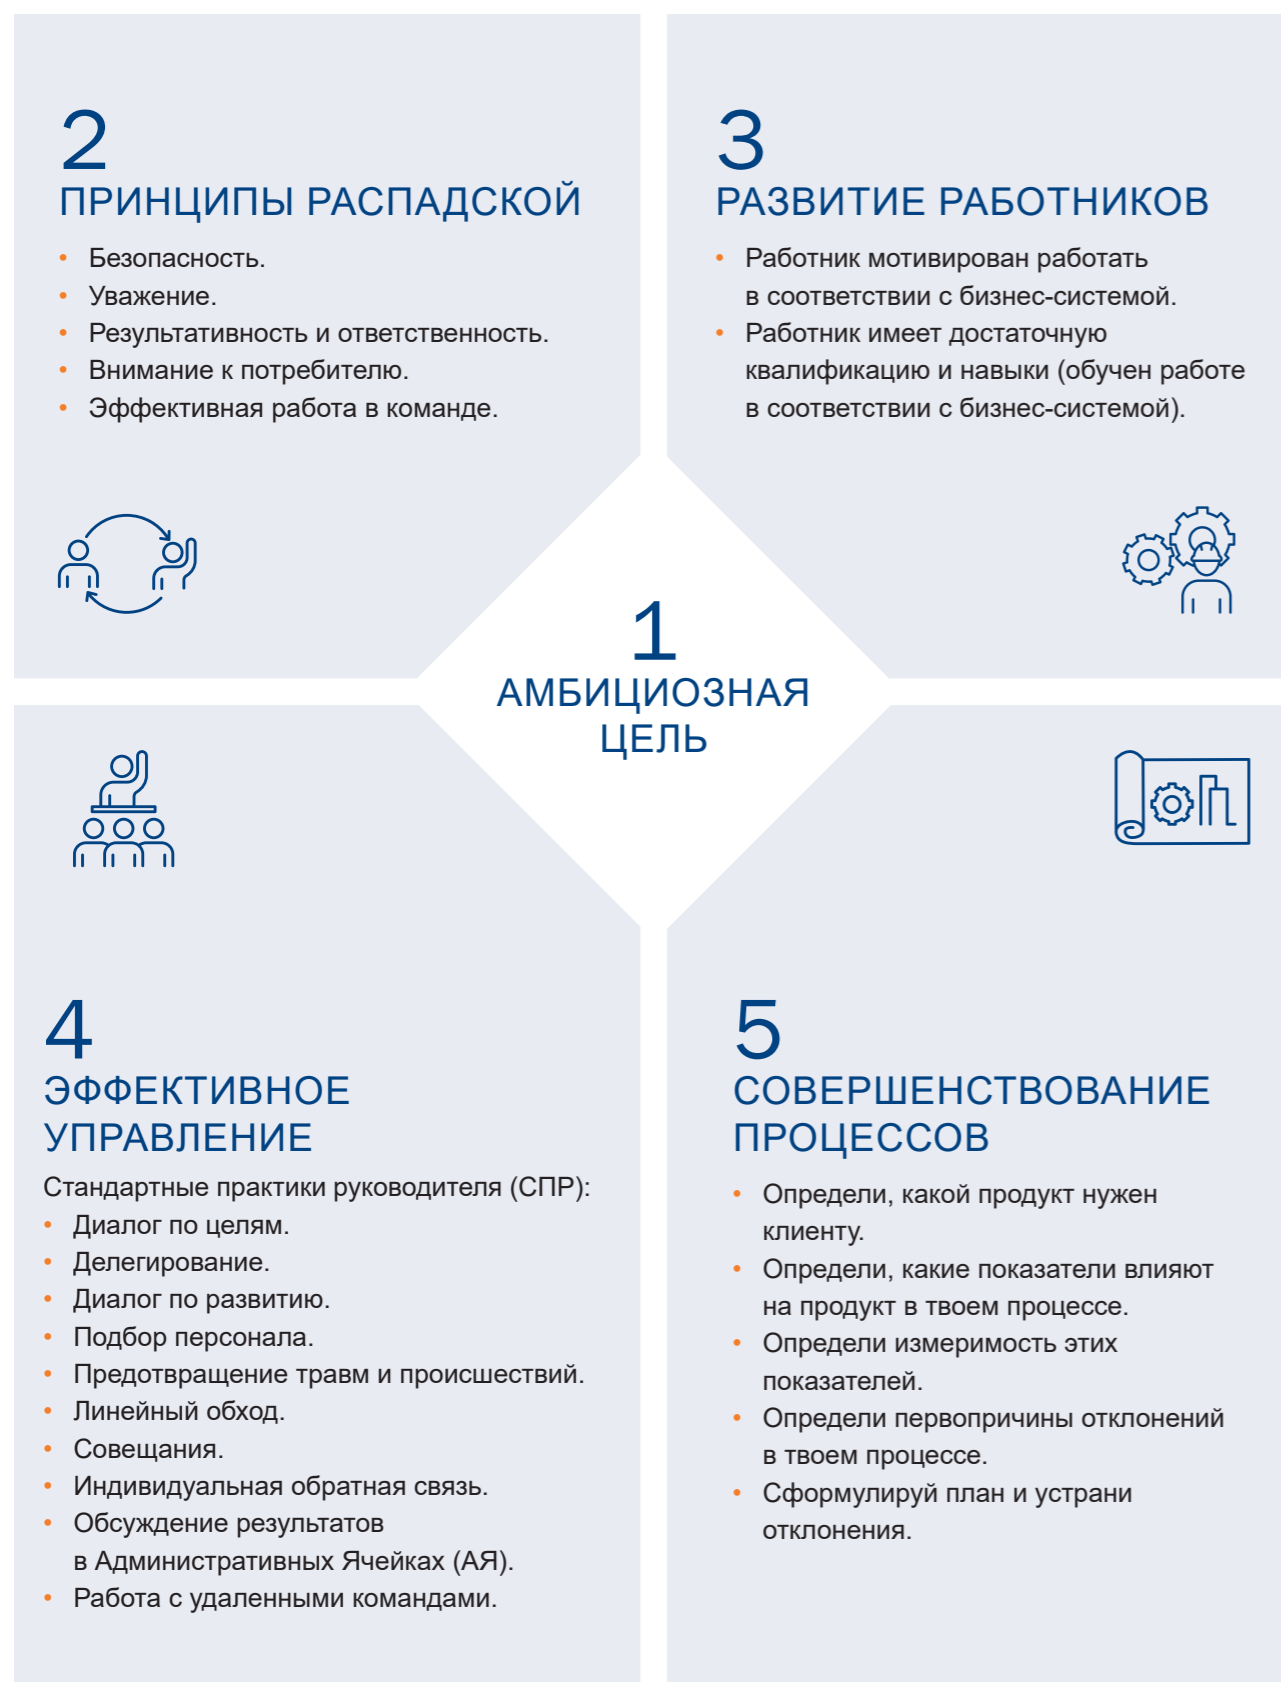 2
ПРИНЦИПЫ РАСПАДСКОЙ
• Безопасность.
• Уважение.
• Результативность и ответственность.
• Внимание к потребителю.
• Эффективная работа в команде.
3
РАЗВИТИЕ РАБОТНИКОВ
• Работник мотивирован работать
в соответствии с бизнес-системой.
• Работник имеет достаточную
квалификацию и навыки (обучен работе
в соответствии с бизнес-системой).
1
АМБИЦИОЗНАЯ
ЦЕЛЬ
4
ЭФФЕКТИВНОЕ
УПРАВЛЕНИЕ
Стандартные практики руководителя (СПР):
• Диалог по целям.
• Делегирование.
• Диалог по развитию.
• Подбор персонала.
• Предотвращение травм и происшествий.
• Линейный обход.
• Совещания.
• Индивидуальная обратная связь.
• Обсуждение результатов
в Административных Ячейках (АЯ).
• Работа с удаленными командами.
5
СОВЕРШЕНСТВОВАНИЕ
ПРОЦЕССОВ
• Определи, какой продукт нужен
клиенту.
• Определи, какие показатели влияют
на продукт в твоем процессе.
• Определи измеримость этих
показателей.
• Определи первопричины отклонений
в твоем процессе.
• Сформулируй план и устрани
отклонения.